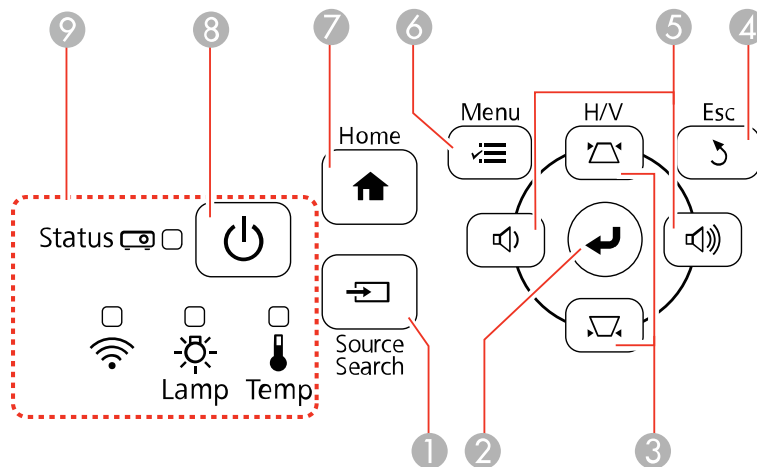 9
8
7
6
5
4
Menu
H/V
Esc
Home
Status
Source
Search
Lamp
Temp
1
2
3